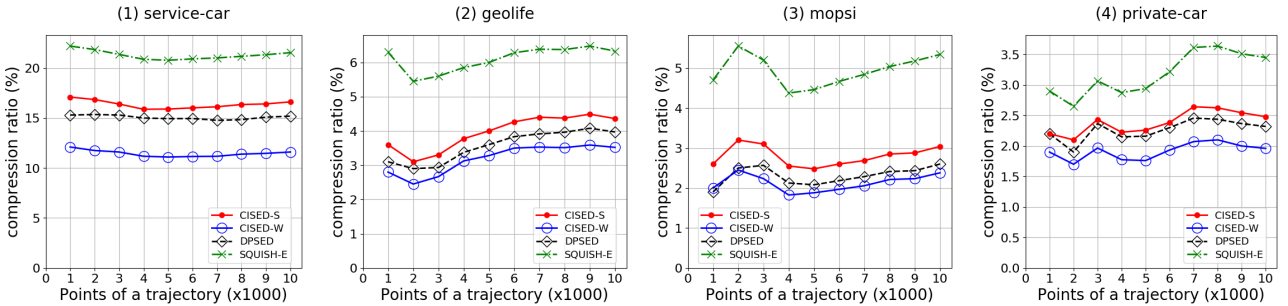 (1) service-car
compression ratio (%)
20
15
10
5
0
CISED-S
CISED-W
DPSED
SQUISH-E
0 1 2 3 4 5 6 7 8 9 10
Points of a trajectory (x1000)
(2) geolife
compression ratio (%)
6
5
4
3
2
1
0
CISED-S
CISED-W
DPSED
SQUISH-E
0 1 2 3 4 5 6 7 8 9 10
Points of a trajectory (x1000)
(3) mopsi
compression ratio (%)
5
4
3
2
1
0
CISED-S
CISED-W
DPSED
SQUISH-E
0 1 2 3 4 5 6 7 8 9 10
Points of a trajectory (x1000)
(4) private-car
compression ratio (%)
3.5
3.0
2.5
2.0
1.5
1.0
0.5
0.0
CISED-S
CISED-W
DPSED
SQUISH-E
0 1 2 3 4 5 6 7 8 9 10
Points of a trajectory (x1000)